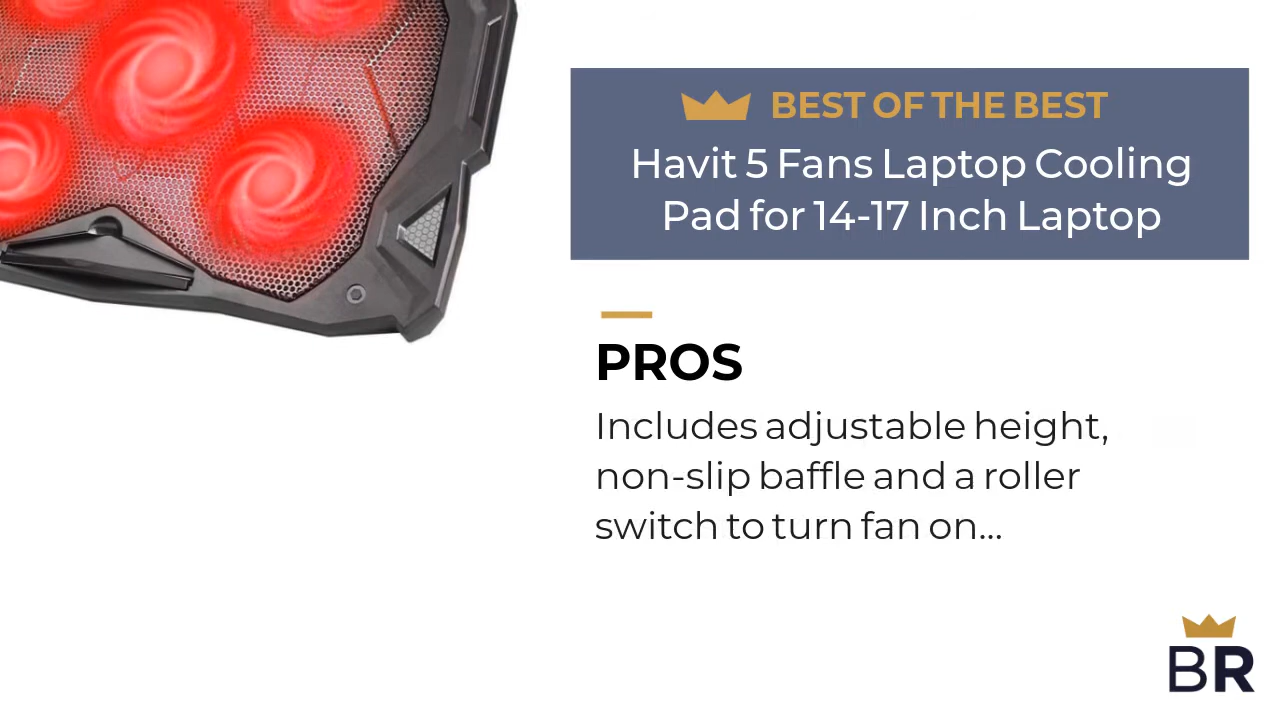 BEST OF THE BEST
Havit 5 Fans Laptop Cooling
Pad for 14-17 Inch Laptop
PROS
Includes adjustable height,
non-slip baffle and a roller
switch to turn fan on...
BR